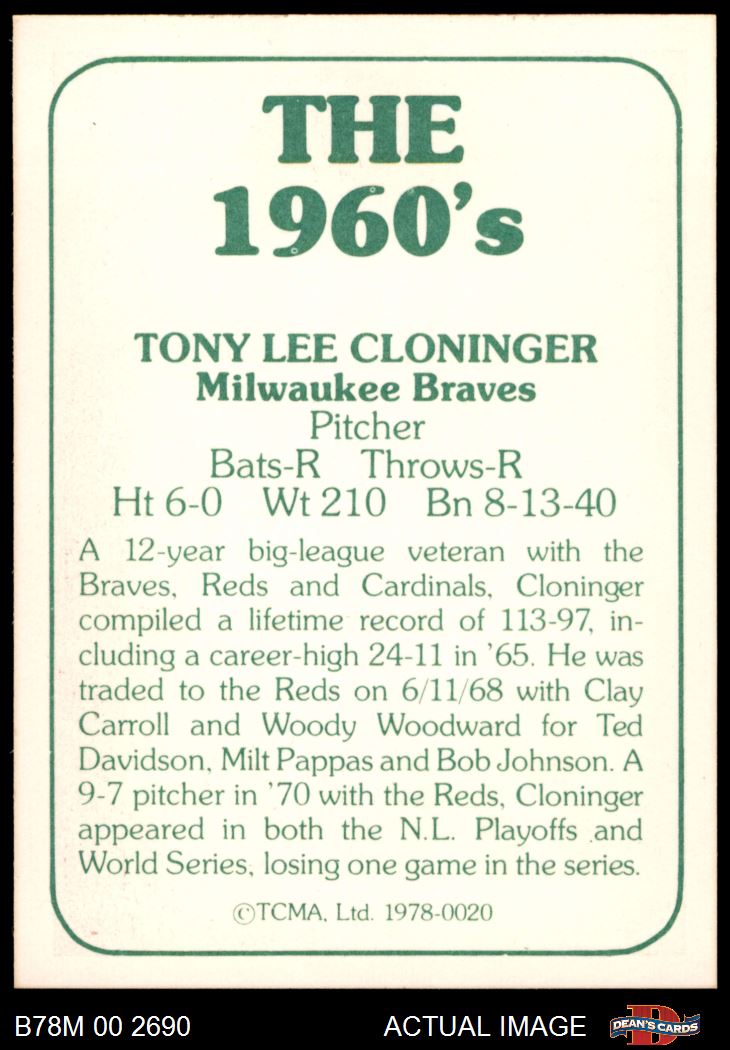 THE
1960's
TONY LEE CLONINGER
Milwaukee Braves
Pitcher
Bats-R Throws-R
Ht 6-0 Wt 210 Bn 8-13-40
A 12-year big-league veteran with the
Braves, Reds and Cardinals, Cloninger
compiled a lifetime record of 113-97, in-
cluding a career-high 24-11 in '65. He was
traded to the Reds on 6/11/68 with Clay
Carroll and Woody Woodward for Ted
Davidson, Milt Pappas and Bob Johnson. A
9-7 pitcher in '70 with the Reds, Cloninger
appeared in both the N.L. Playoffs and
World Series, losing one game in the series.
©TCMA, Ltd. 1978-0020
B78M 00 2690 ACTUAL IMAGE DEAN'S CARDS